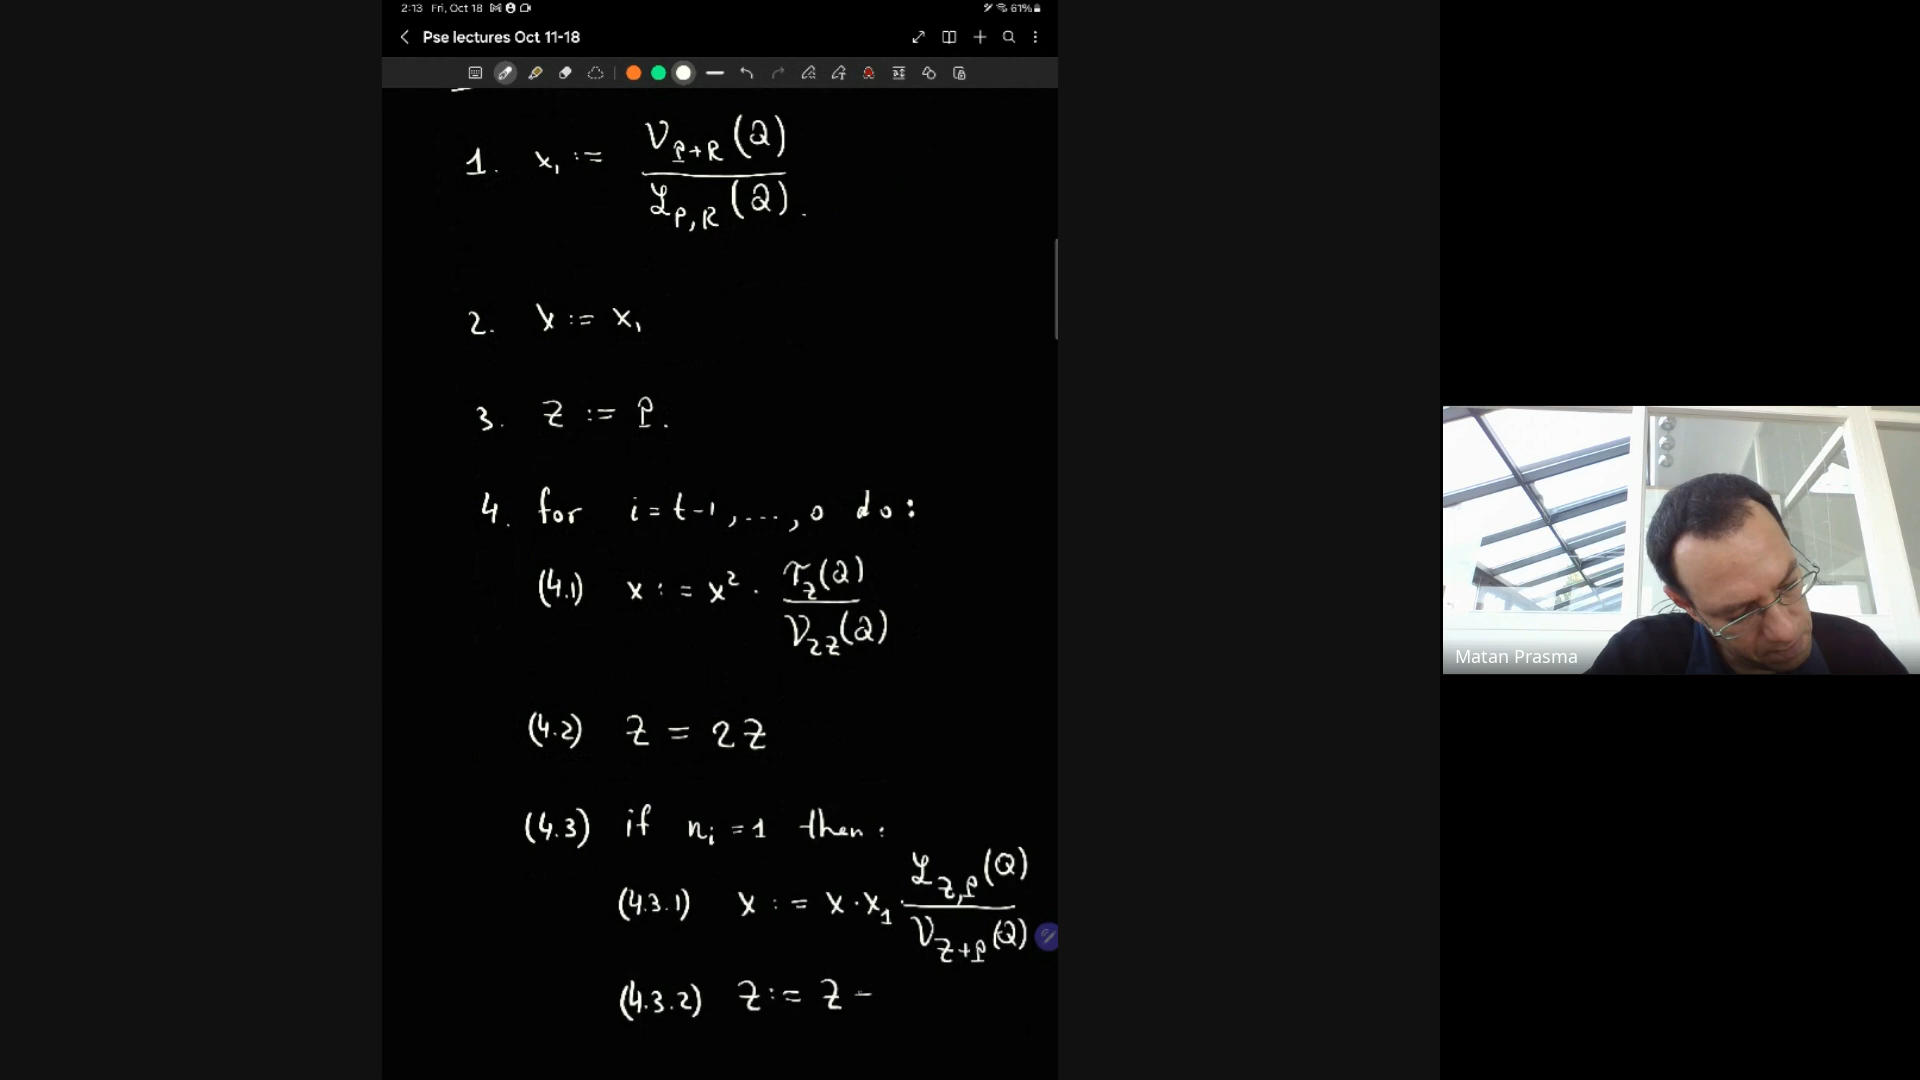 2:13 Fri, Oct 18 61%
Pse lectures Oct 11-18
1. x₁ := V_{P+R}(Q) / L_{P,R}(Q).
2. x := x₁
3. Z := P.
4. for i = t-1, ..., 0 do:
(4.1) x := x² · T_Z(Q) / V_{2Z}(Q)
(4.2) Z = 2Z
(4.3) if nᵢ = 1 then:
(4.3.1) x := x · x₁ · L_{Z,P}(Q) / V_{Z+P}(Q)
(4.3.2) Z := Z -
Matan Prasma